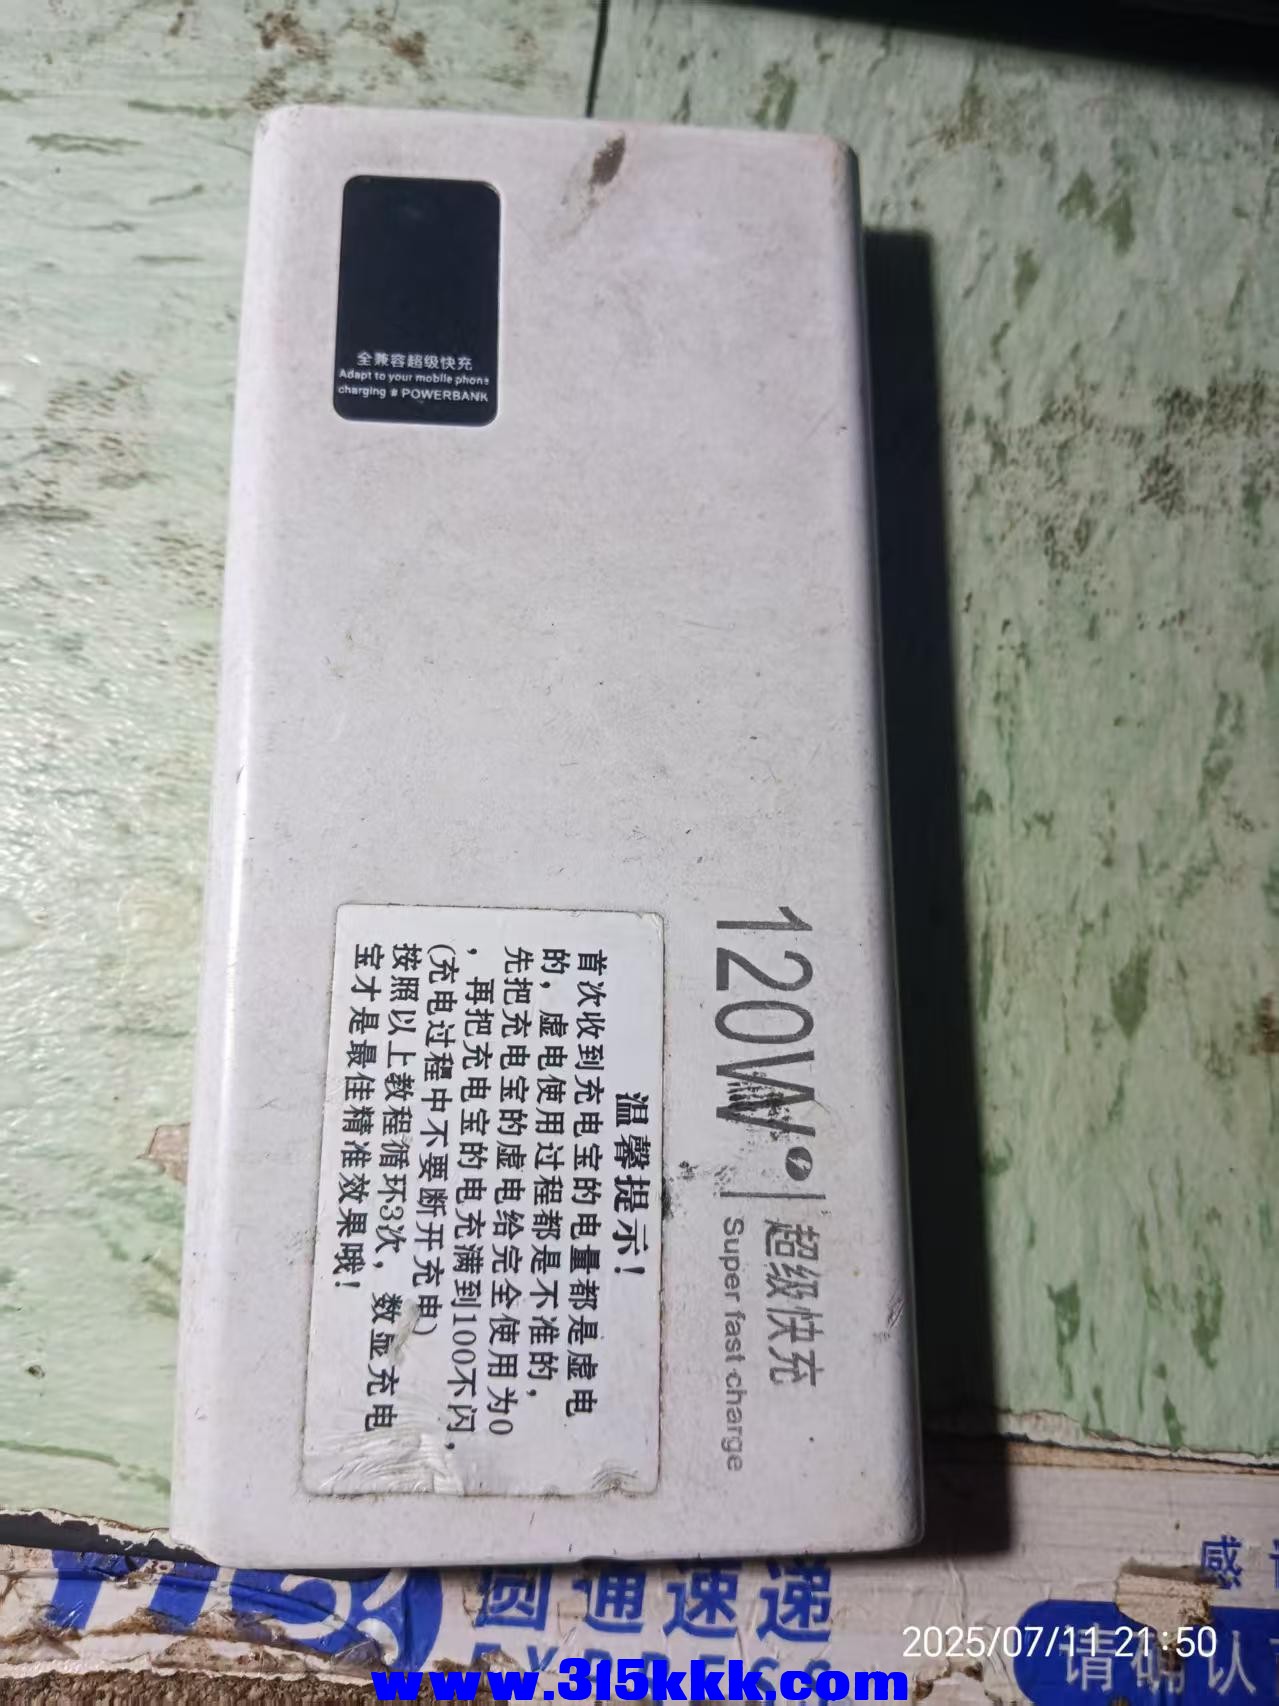 全兼容超级快充
Adapt to your mobile phone
charging # POWERBANK
120W
超级快充
Super fast charge
温馨提示！
首次收到充电宝的电量都是虚电
的，虚电使用过程都是不准的，
先把充电宝的虚电给完全使用为0
，再把充电宝的电充满到100不闪，
(充电过程中不要断开充电)
按照以上教程循环3次，数显充电
宝才是最佳精准效果哦！
圆通速递
感
请确认
2025/07/11 21:50
www.315kkk.com